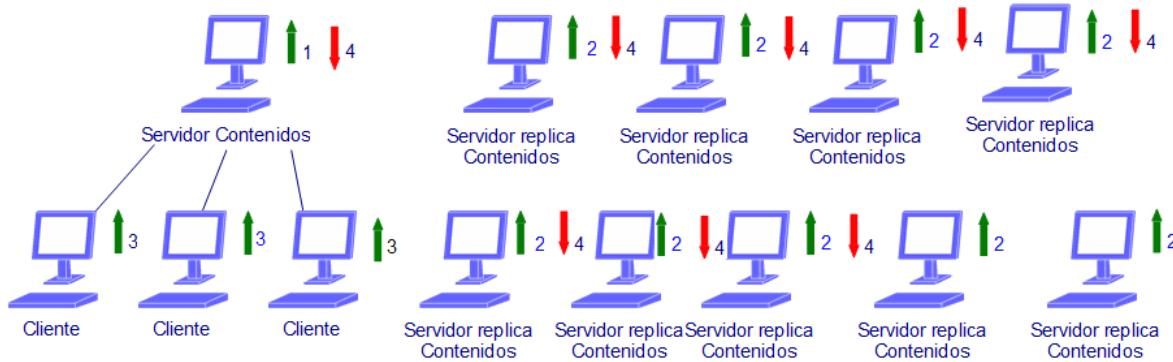 1 4
2 4
2 4
2 4
2 4
Servidor Contenidos
Servidor replica
Contenidos
Servidor replica
Contenidos
Servidor replica
Contenidos
Servidor replica
Contenidos
3
3
3
2 4
2 4
2 4
2
2
Cliente
Cliente
Cliente
Servidor replica
Contenidos
Servidor replica
Contenidos
Servidor replica
Contenidos
Servidor replica
Contenidos
Servidor replica
Contenidos